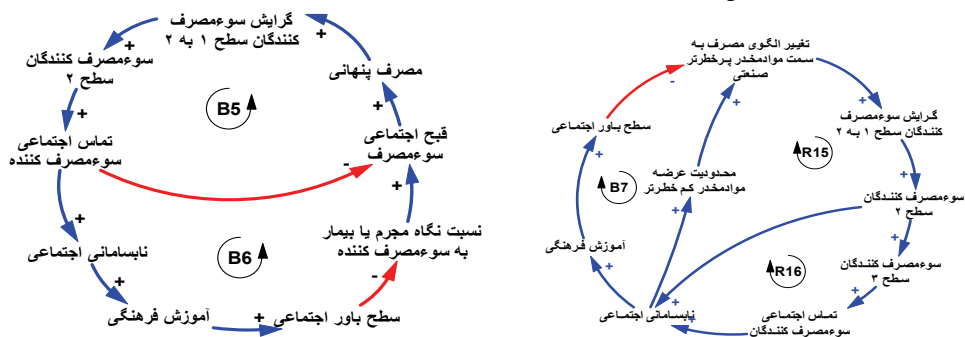 گرایش سوءمصرف
کنندگان سطح ۱ به ۲
+
+
سوءمصرف کنندگان
سطح ۲
مصرف پنهانی
B5
+
+
تماس اجتماعی
سوءمصرف کننده
قبح اجتماعی
سوءمصرف
-
+
+
نسبت نگاه مجرم یا بیمار
به سوءمصرف کننده
نابسامانی اجتماعی
B6
-
+
آموزش فرهنگی
+
سطح باور اجتماعی
تغییر الگوی مصرف به
سمت موادمخدر پرخطرتر
صنعتی
-
+
+
سطح باور اجتماعی
گرایش سوءمصرف
کنندگان سطح ۱ به ۲
+
R15
محدودیت عرضه
موادمخدر کم خطرتر
B7
+
+
سوءمصرف کنندگان
سطح ۲
+
آموزش فرهنگی
+
سوءمصرف کنندگان
سطح ۳
R16
+
+
+
نابسامانی اجتماعی
+
تماس اجتماعی
سوءمصرف کنندگان